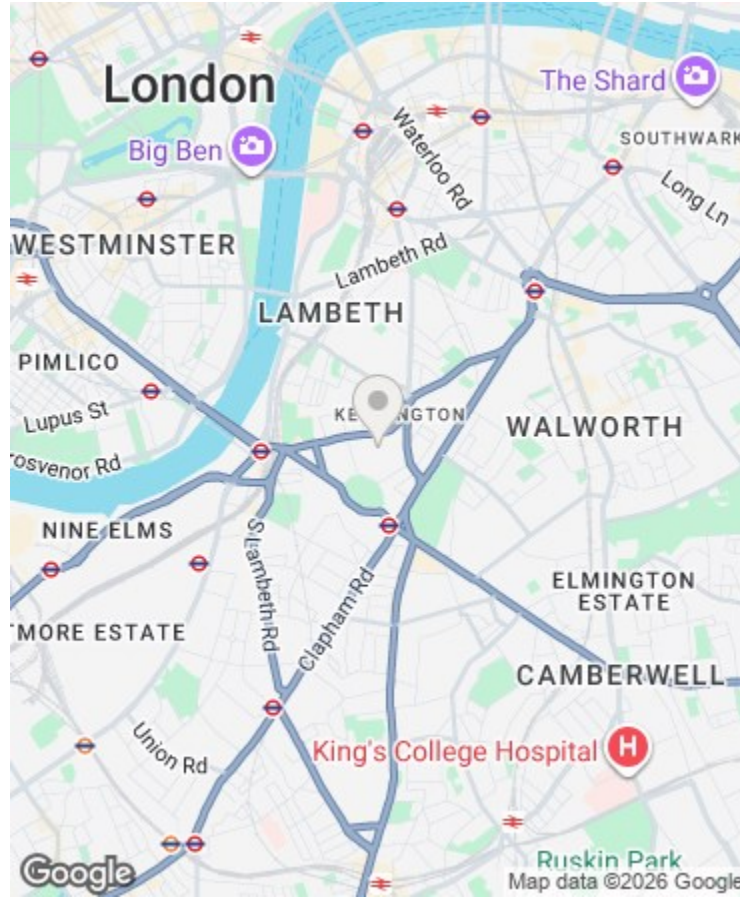 London
The Shard
Big Ben
Waterloo Rd
SOUTHWARK
Long Ln
WESTMINSTER
Lambeth Rd
LAMBETH
PIMLICO
Lupus St
WALWORTH
rosvenor Rd
NINE ELMS
S Lambeth Rd
Clapham Rd
ELMINGTON
ESTATE
TMORE ESTATE
CAMBERWELL
Union Rd
King's College Hospital
H
Ruskin Park
Google
Map data ©2026 Google